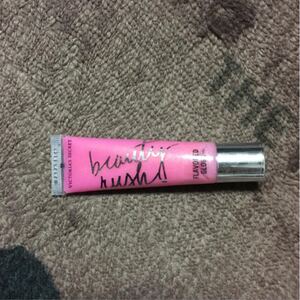 VICTORIA'S SECRET
beauty
rush!
FLAVORED
GLOSS